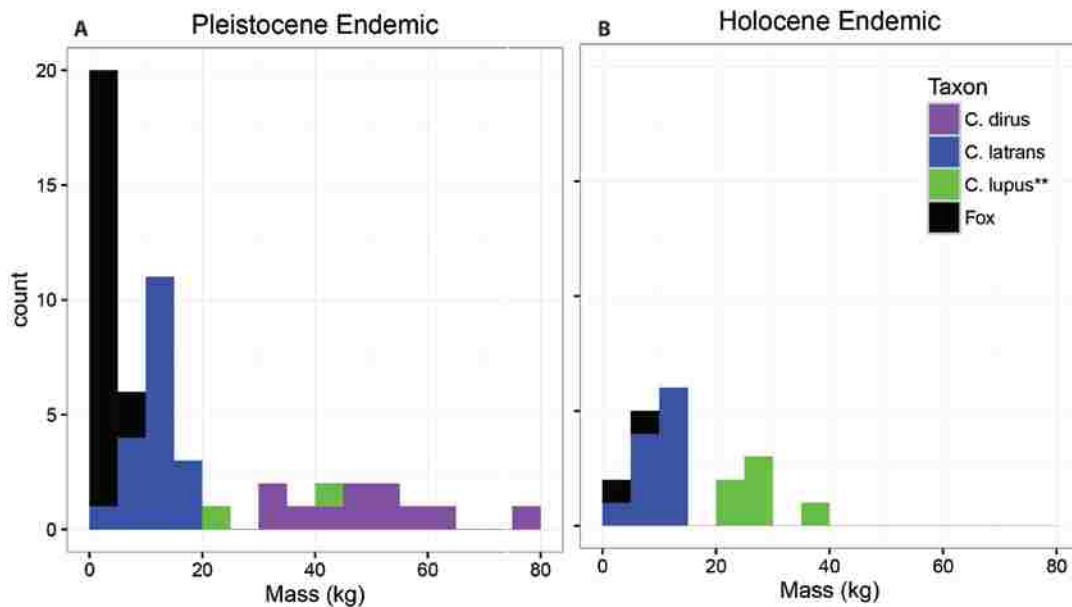 A Pleistocene Endemic
20
15
10
5
0
count
0 20 40 60 80
Mass (kg)
B Holocene Endemic
Taxon
C. dirus
C. latrans
C. lupus**
Fox
0 20 40 60 80
Mass (kg)